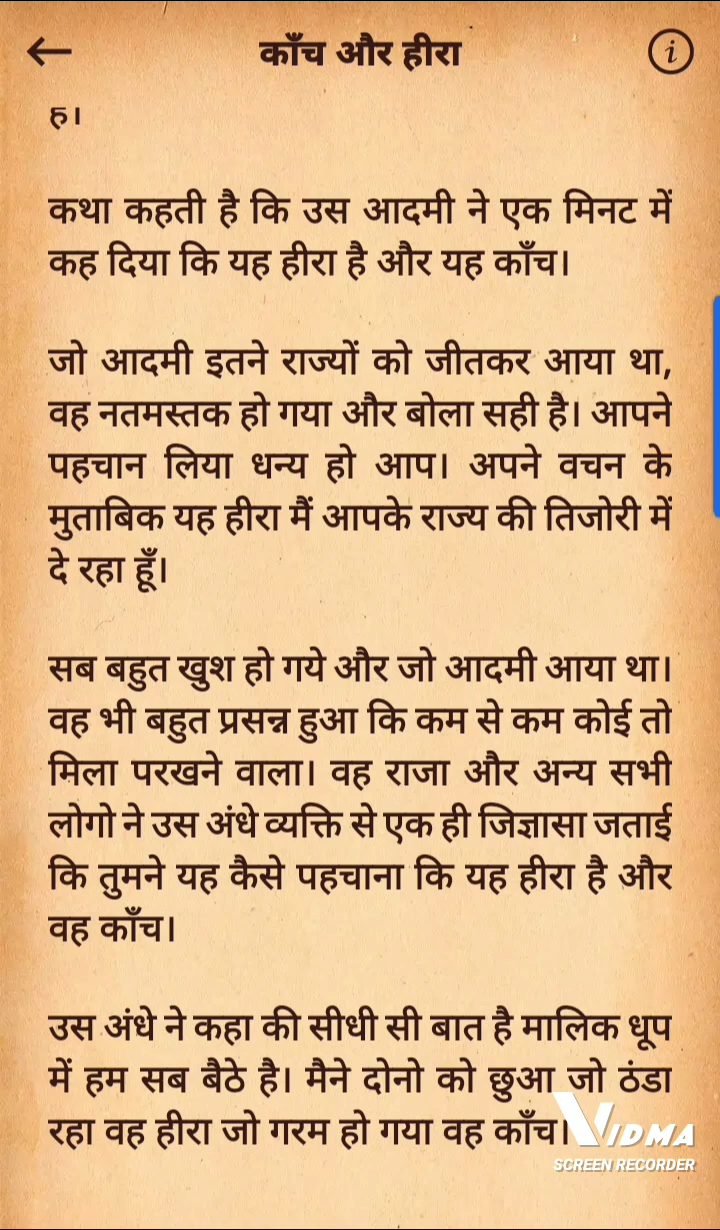 काँच और हीरा
i
है।
कथा कहती है कि उस आदमी ने एक मिनट में
कह दिया कि यह हीरा है और यह काँच।
जो आदमी इतने राज्यों को जीतकर आया था,
वह नतमस्तक हो गया और बोला सही है। आपने
पहचान लिया धन्य हो आप। अपने वचन के
मुताबिक यह हीरा मैं आपके राज्य की तिजोरी में
दे रहा हूँ।
सब बहुत खुश हो गये और जो आदमी आया था।
वह भी बहुत प्रसन्न हुआ कि कम से कम कोई तो
मिला परखने वाला। वह राजा और अन्य सभी
लोगो ने उस अंधे व्यक्ति से एक ही जिज्ञासा जताई
कि तुमने यह कैसे पहचाना कि यह हीरा है और
वह काँच।
उस अंधे ने कहा की सीधी सी बात है मालिक धूप
में हम सब बैठे है। मैने दोनो को छुआ जो ठंडा
रहा वह हीरा जो गरम हो गया वह काँच।
VIDMA
SCREEN RECORDER